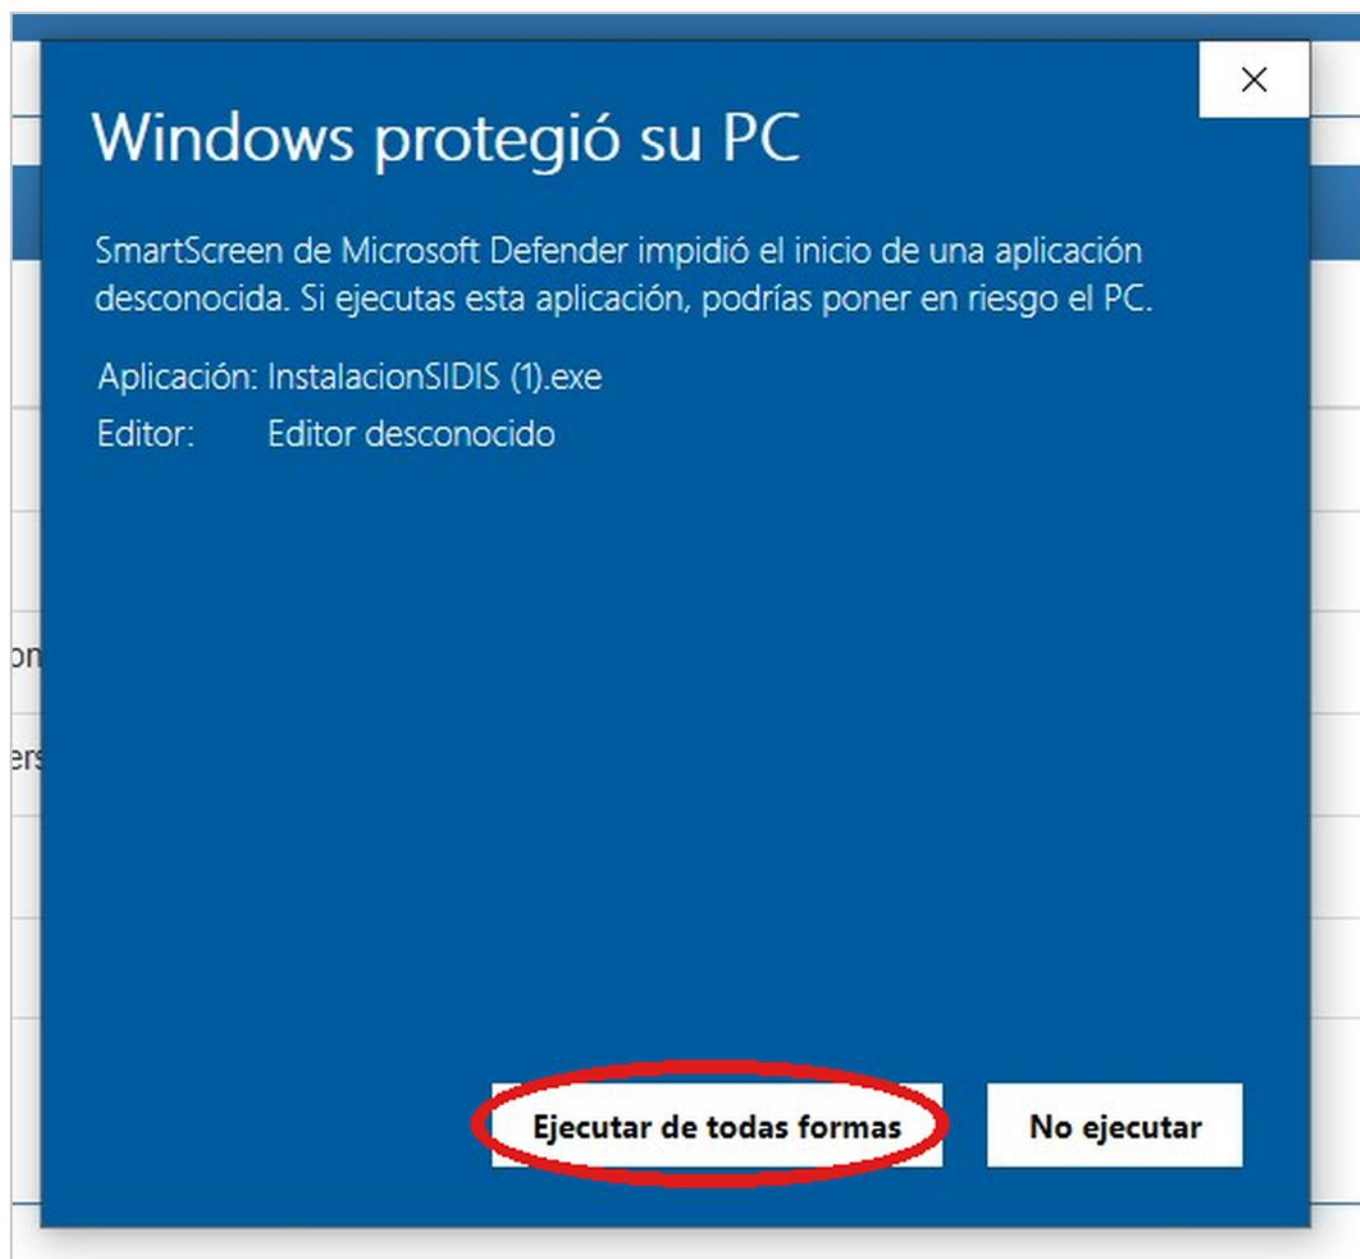 Windows protegió su PC
SmartScreen de Microsoft Defender impidió el inicio de una aplicación
desconocida. Si ejecutas esta aplicación, podrías poner en riesgo el PC.
Aplicación: InstalacionSIDIS (1).exe
Editor: Editor desconocido
on
ers
Ejecutar de todas formas No ejecutar